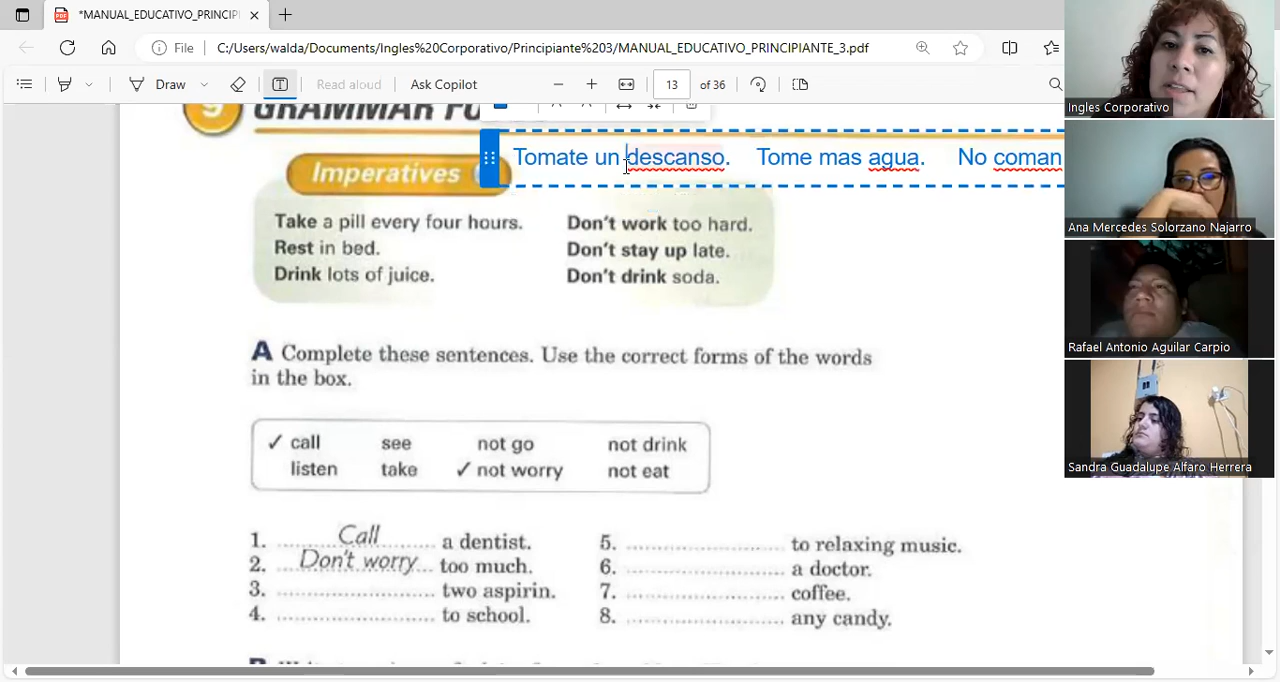 *MANUAL_EDUCATIVO_PRINCIPI
File C:/Users/walda/Documents/Ingles%20Corporativo/Principiante%203/MANUAL_EDUCATIVO_PRINCIPIANTE_3.pdf
Draw Read aloud Ask Copilot 13 of 36
9 GRAMMAR FO
Tomate un descanso. Tome mas agua. No coman
Imperatives
Take a pill every four hours. Don't work too hard.
Rest in bed. Don't stay up late.
Drink lots of juice. Don't drink soda.
A Complete these sentences. Use the correct forms of the words
in the box.
✓ call see not go not drink
listen take ✓ not worry not eat
1. Call a dentist. 5. to relaxing music.
2. Don't worry too much. 6. a doctor.
3. two aspirin. 7. coffee.
4. to school. 8. any candy.
Ingles Corporativo
Ana Mercedes Solorzano Najarro
Rafael Antonio Aguilar Carpio
Sandra Guadalupe Alfaro Herrera